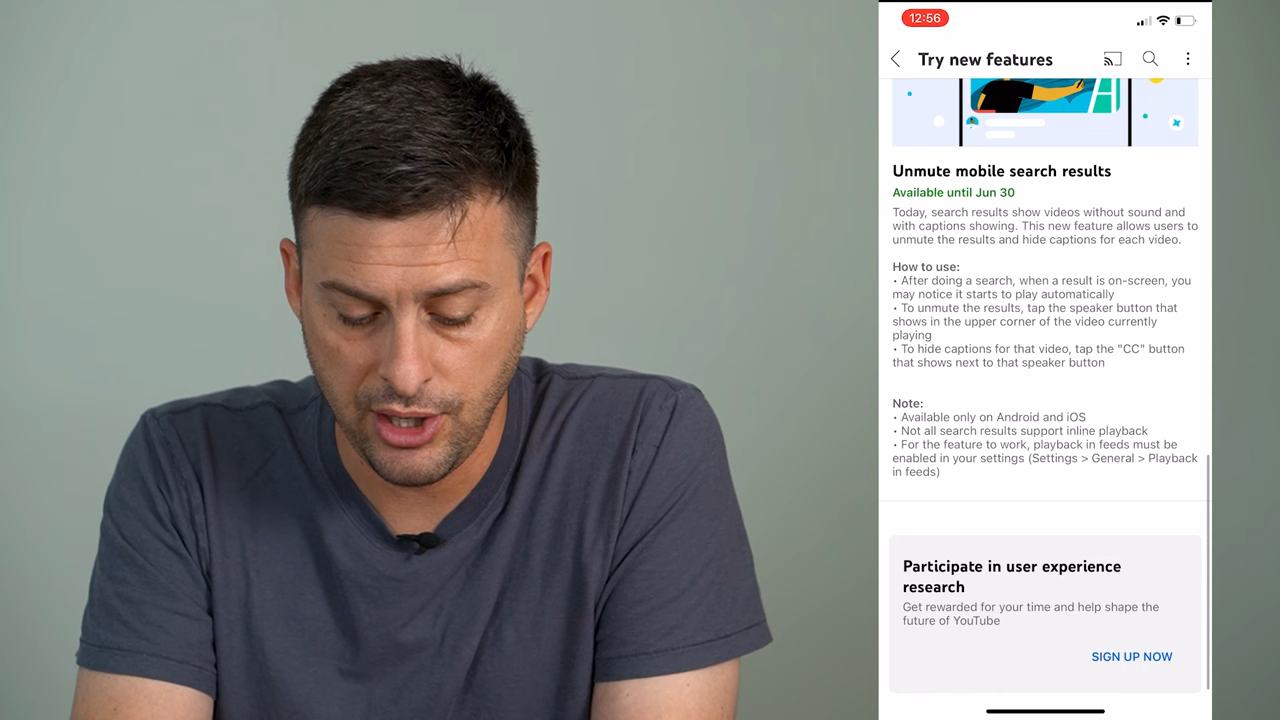 12:56
Try new features
Unmute mobile search results
Available until Jun 30
Today, search results show videos without sound and
with captions showing. This new feature allows users to
unmute the results and hide captions for each video.
How to use:
• After doing a search, when a result is on-screen, you
may notice it starts to play automatically
• To unmute the results, tap the speaker button that
shows in the upper corner of the video currently
playing
• To hide captions for that video, tap the "CC" button
that shows next to that speaker button
Note:
• Available only on Android and iOS
• Not all search results support inline playback
• For the feature to work, playback in feeds must be
enabled in your settings (Settings > General > Playback
in feeds)
Participate in user experience
research
Get rewarded for your time and help shape the
future of YouTube
SIGN UP NOW